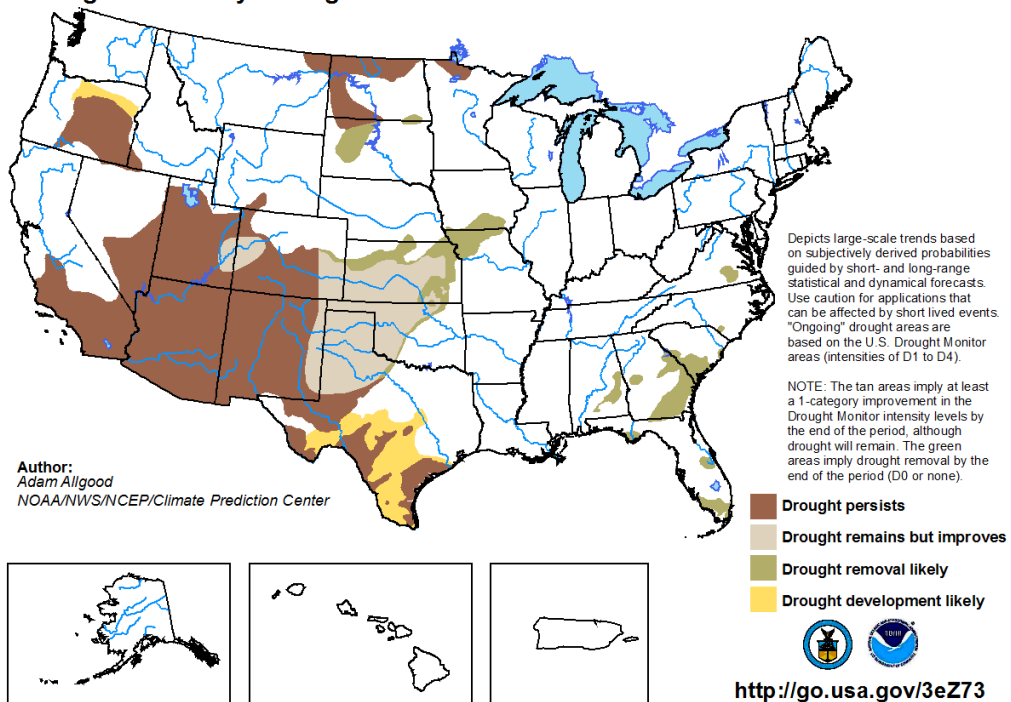 Depicts large-scale trends based
on subjectively derived probabilities
guided by short- and long-range
statistical and dynamical forecasts.
Use caution for applications that
can be affected by short lived events.
"Ongoing" drought areas are
based on the U.S. Drought Monitor
areas (intensities of D1 to D4).
NOTE: The tan areas imply at least
a 1-category improvement in the
Drought Monitor intensity levels by
the end of the period, although
drought will remain. The green
areas imply drought removal by the
end of the period (D0 or none).
Author:
Adam Allgood
NOAA/NWS/NCEP/Climate Prediction Center
Drought persists
Drought remains but improves
Drought removal likely
Drought development likely
http://go.usa.gov/3eZ73